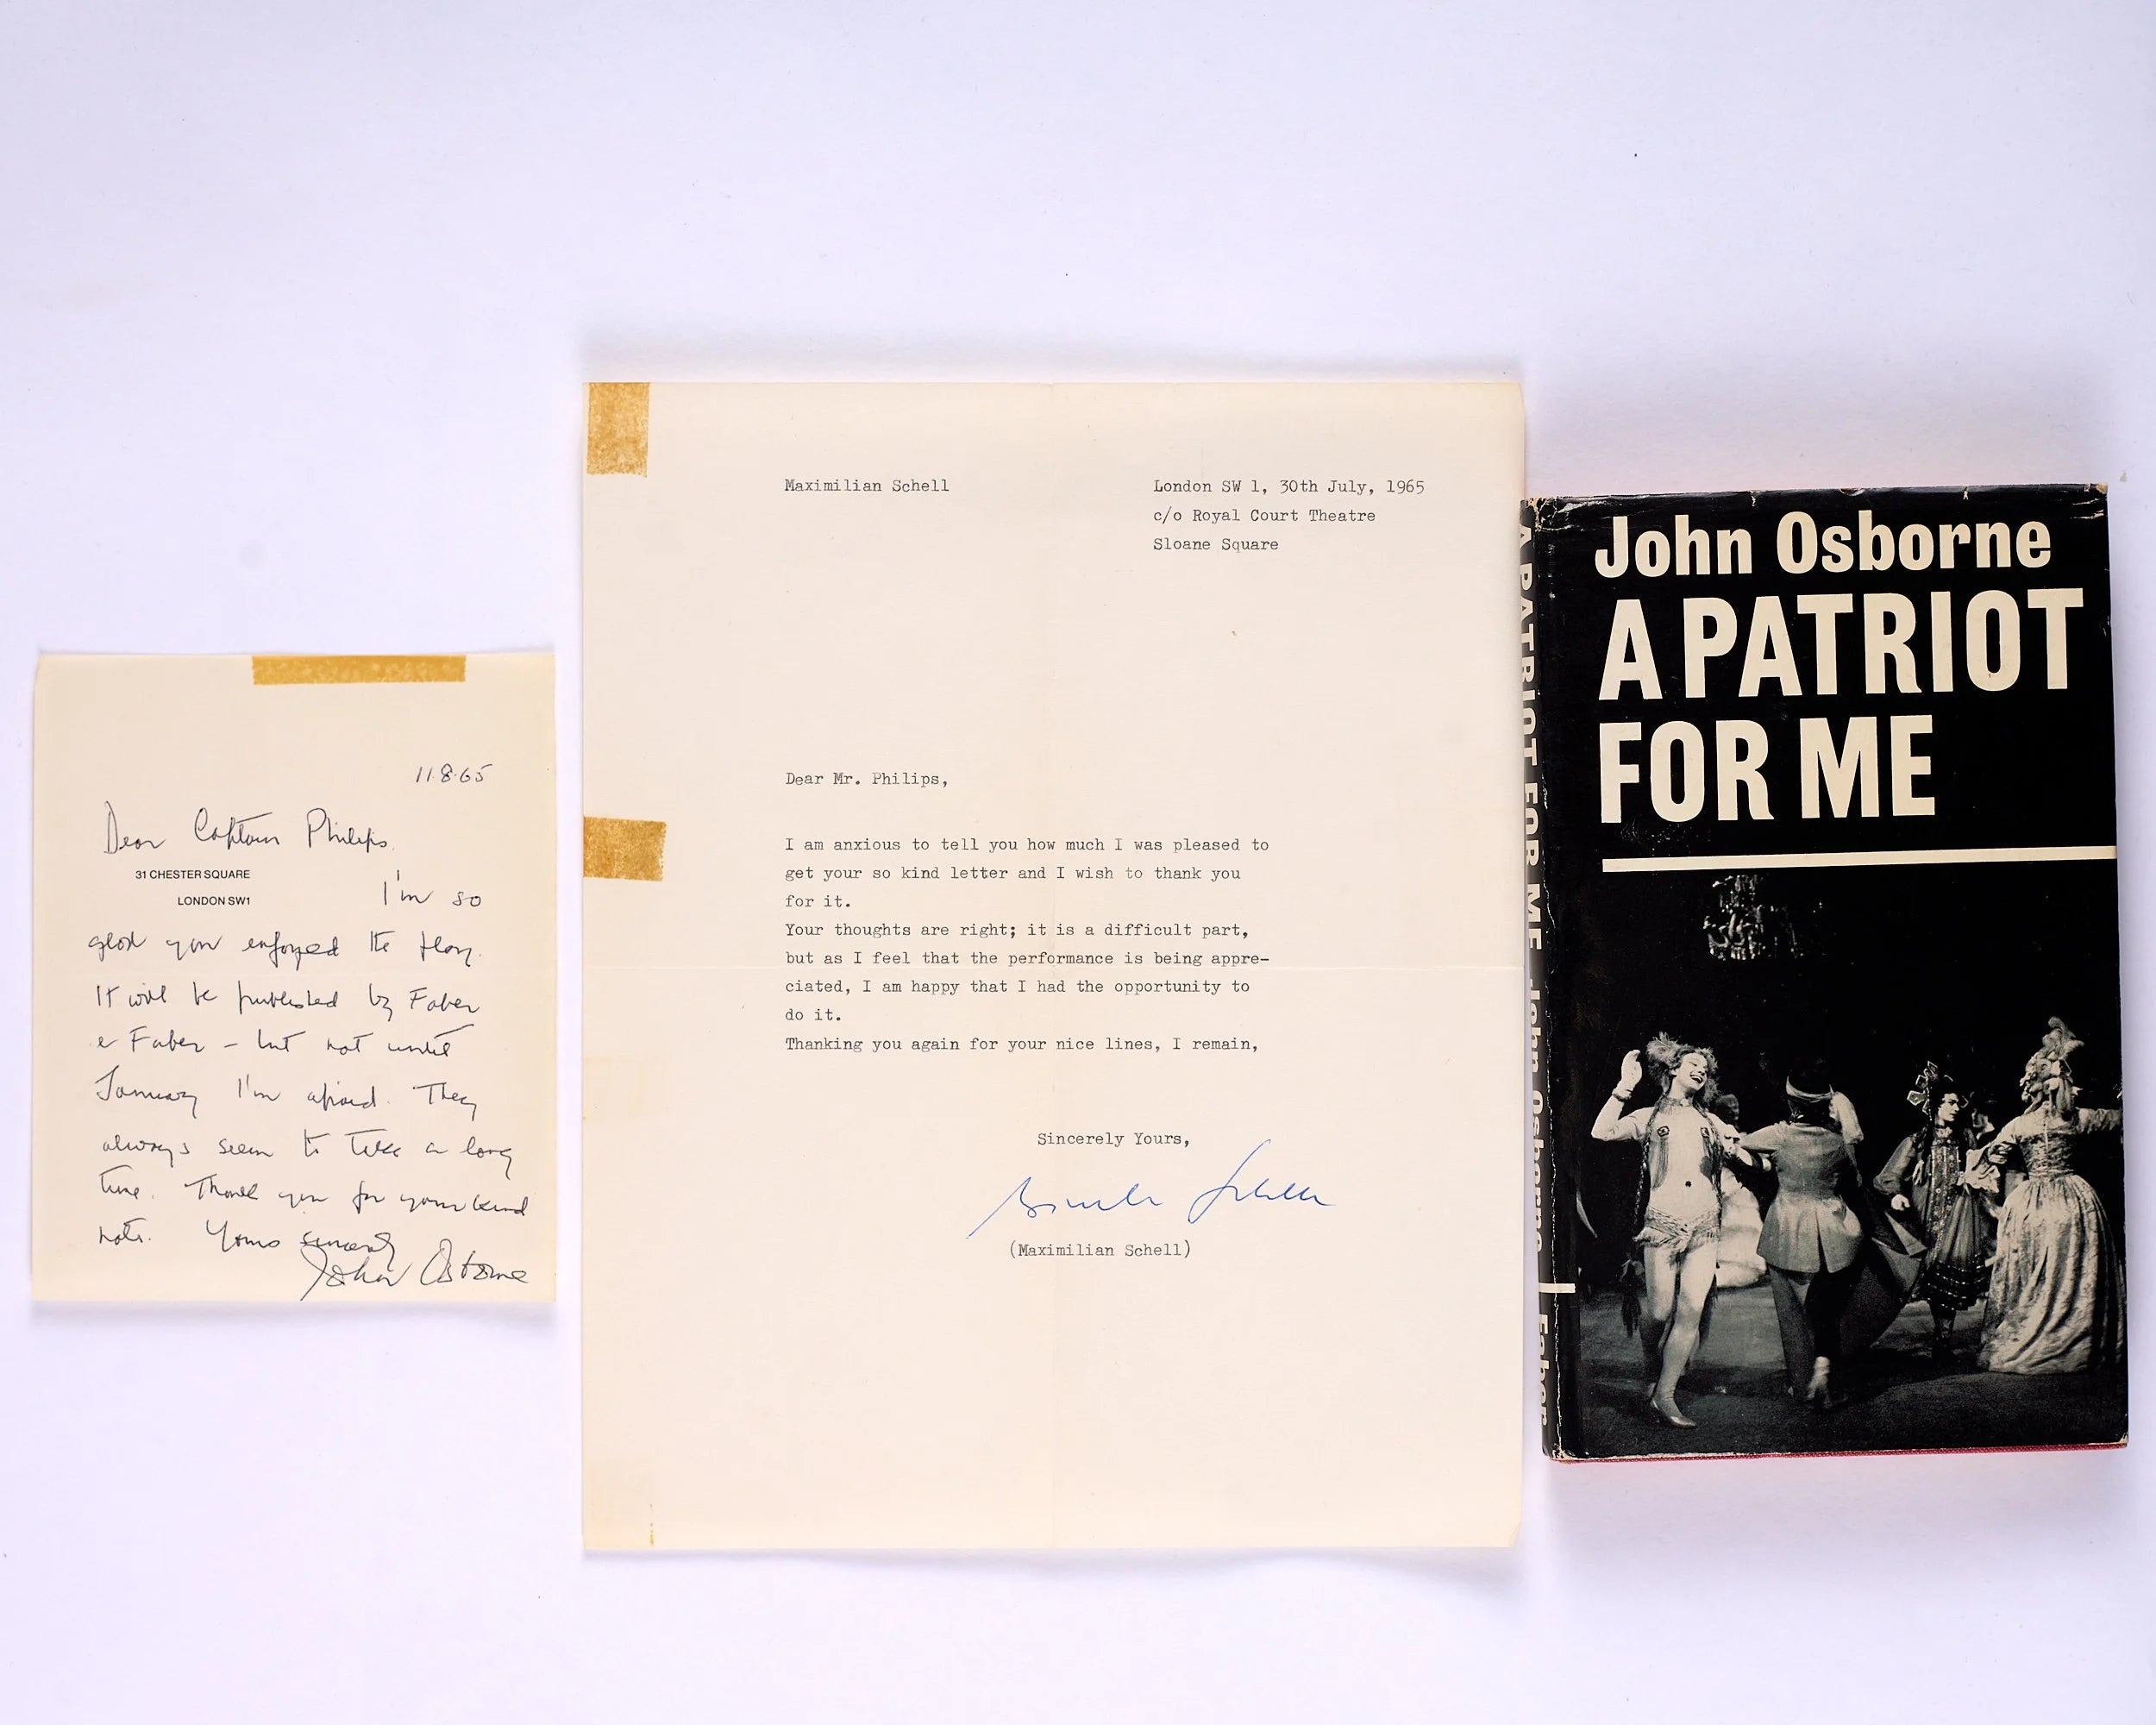 11.8.65
Dear Captain Philips.
31 CHESTER SQUARE
LONDON SW1
I'm so
glad you enjoyed the play.
It will be published by Faber
& Faber – but not until
January I'm afraid. They
always seem to take a long
time. Thank you for your kind
note. Yours sincerely
John Osborne
Maximilian Schell
London SW 1, 30th July, 1965
c/o Royal Court Theatre
Sloane Square
Dear Mr. Philips,
I am anxious to tell you how much I was pleased to
get your so kind letter and I wish to thank you
for it.
Your thoughts are right; it is a difficult part,
but as I feel that the performance is being appre-
ciated, I am happy that I had the opportunity to
do it.
Thanking you again for your nice lines, I remain,
Sincerely Yours,
Maximilian Schell
(Maximilian Schell)
A PATRIOT FOR ME John Osborne Faber
John Osborne
A PATRIOT
FOR ME